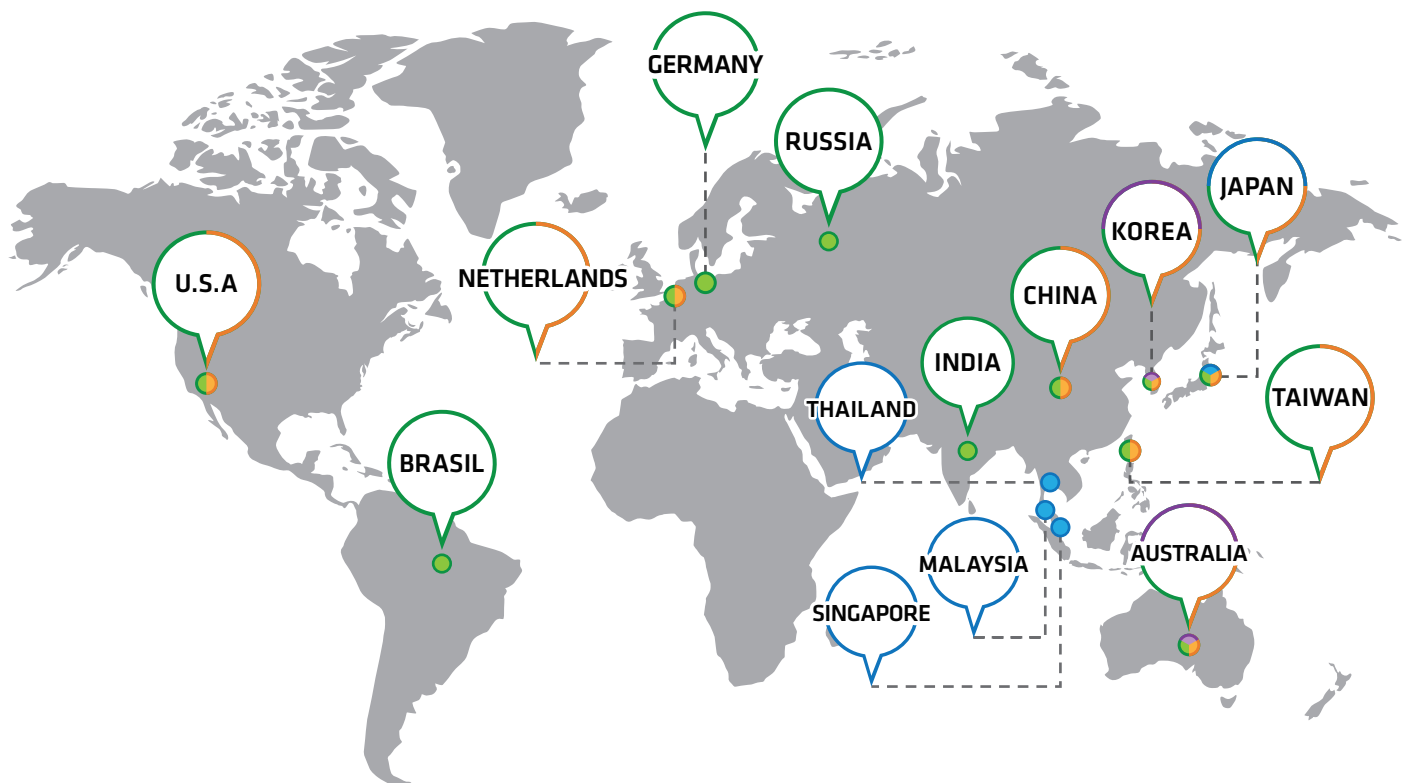 GERMANY
RUSSIA
JAPAN
KOREA
U.S.A
NETHERLANDS
CHINA
INDIA
TAIWAN
THAILAND
BRASIL
AUSTRALIA
MALAYSIA
SINGAPORE